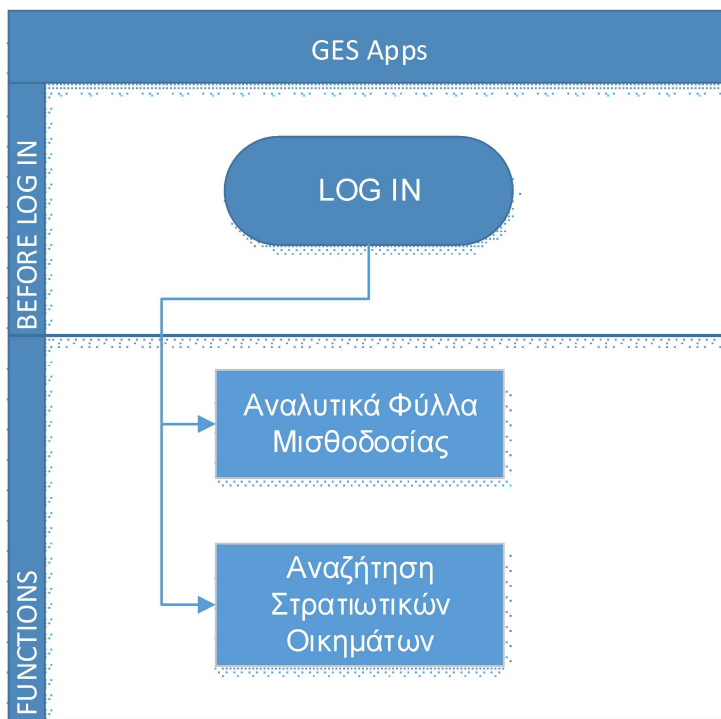 GES Apps
BEFORE LOG IN
LOG IN
FUNCTIONS
Αναλυτικά Φύλλα
Μισθοδοσίας
Αναζήτηση
Στρατιωτικών
Οικημάτων